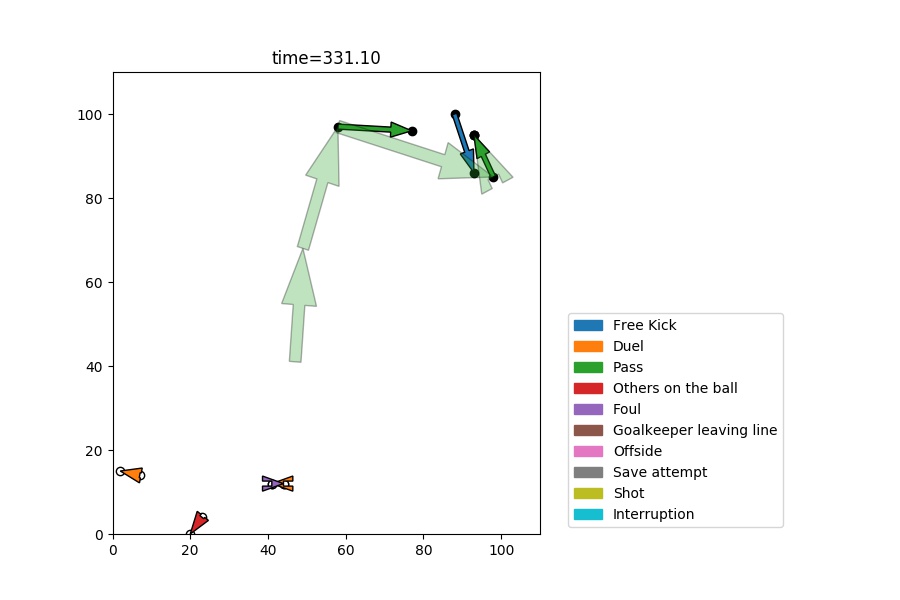 time=331.10
100
80
60
40
20
0
0 20 40 60 80 100
Free Kick
Duel
Pass
Others on the ball
Foul
Goalkeeper leaving line
Offside
Save attempt
Shot
Interruption